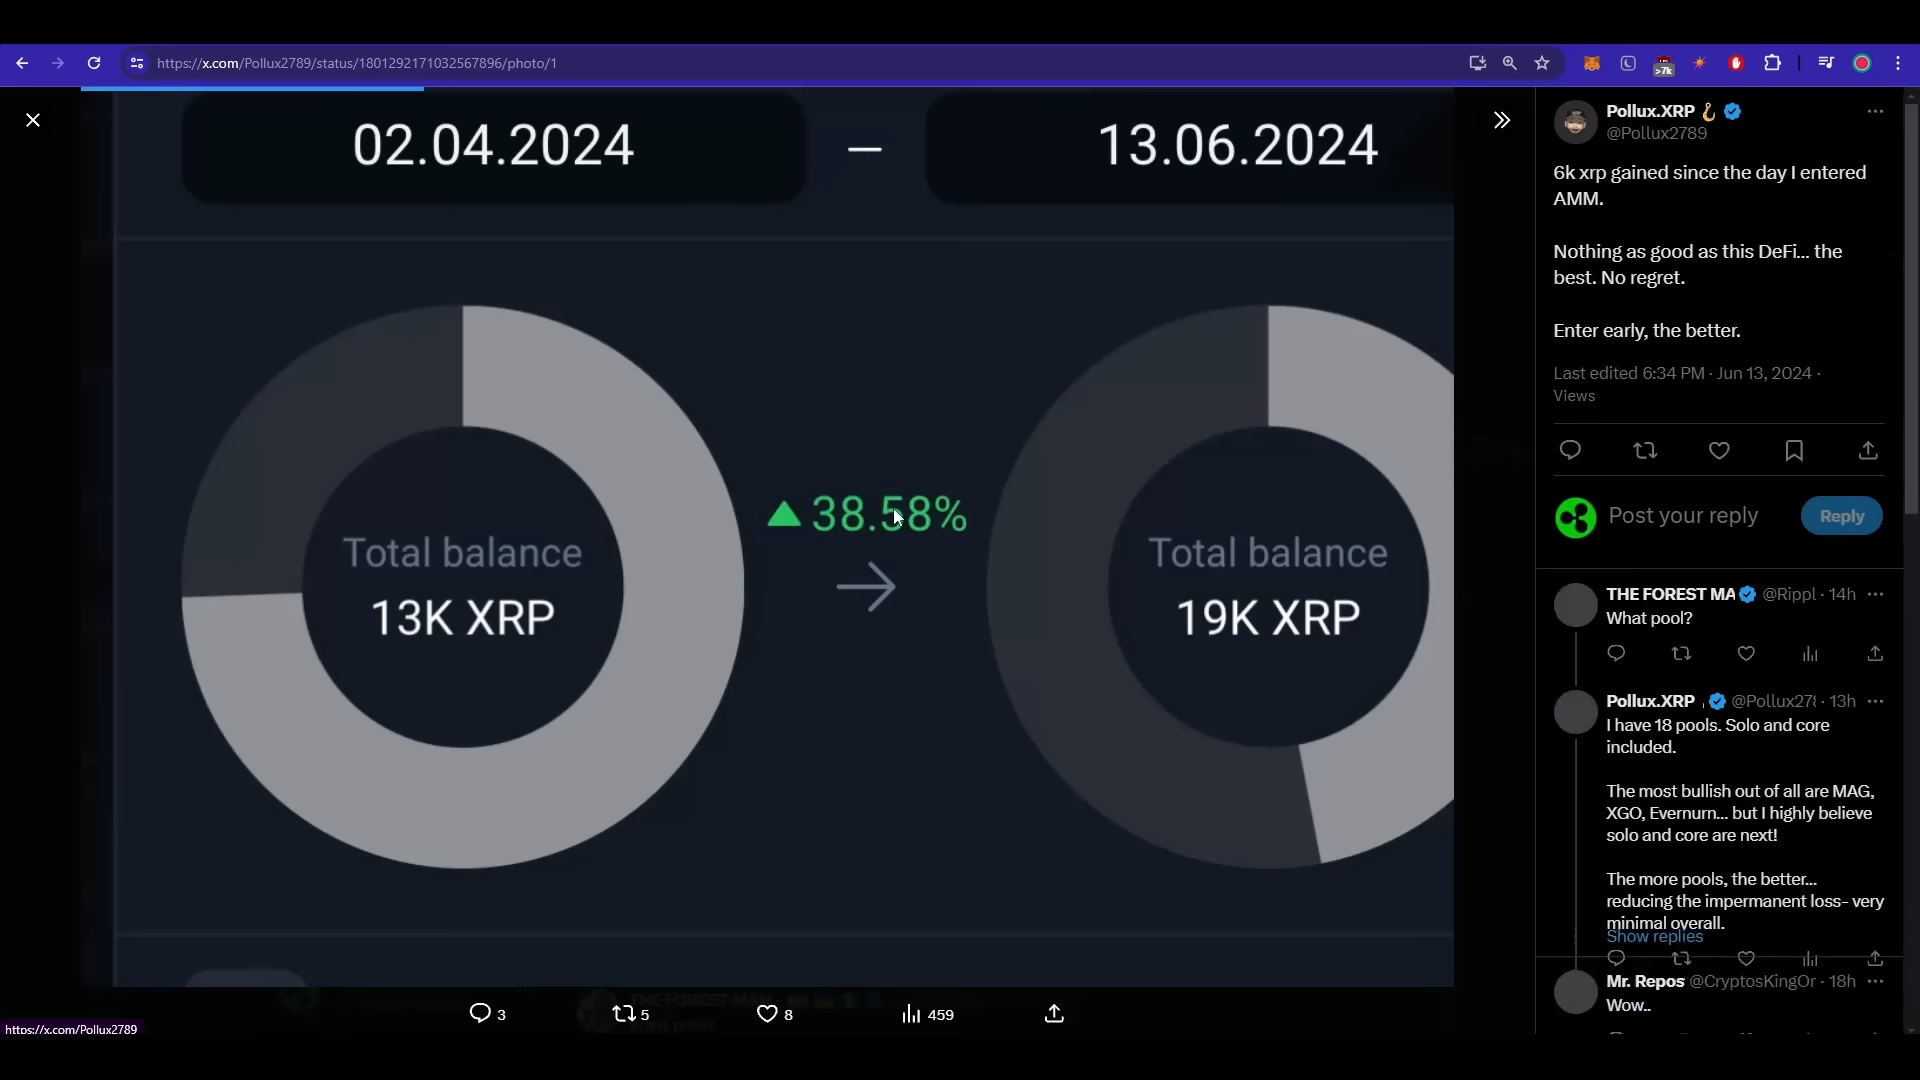 https://x.com/Pollux2789/status/1801292171032567896/photo/1
>7k
02.04.2024
—
13.06.2024
Total balance
13K XRP
38.58%
Total balance
19K XRP
3
5
8
459
https://x.com/Pollux2789
Pollux.XRP
@Pollux2789
6k xrp gained since the day I entered
AMM.
Nothing as good as this DeFi... the
best. No regret.
Enter early, the better.
Last edited 6:34 PM · Jun 13, 2024 ·
Views
Post your reply
Reply
THE FOREST MA @Rippl · 14h
What pool?
Pollux.XRP @Pollux27 · 13h
I have 18 pools. Solo and core
included.
The most bullish out of all are MAG,
XGO, Evernurn... but I highly believe
solo and core are next!
The more pools, the better...
reducing the impermanent loss- very
minimal overall.
Show replies
Mr. Repos @CryptosKingOr · 18h
Wow..